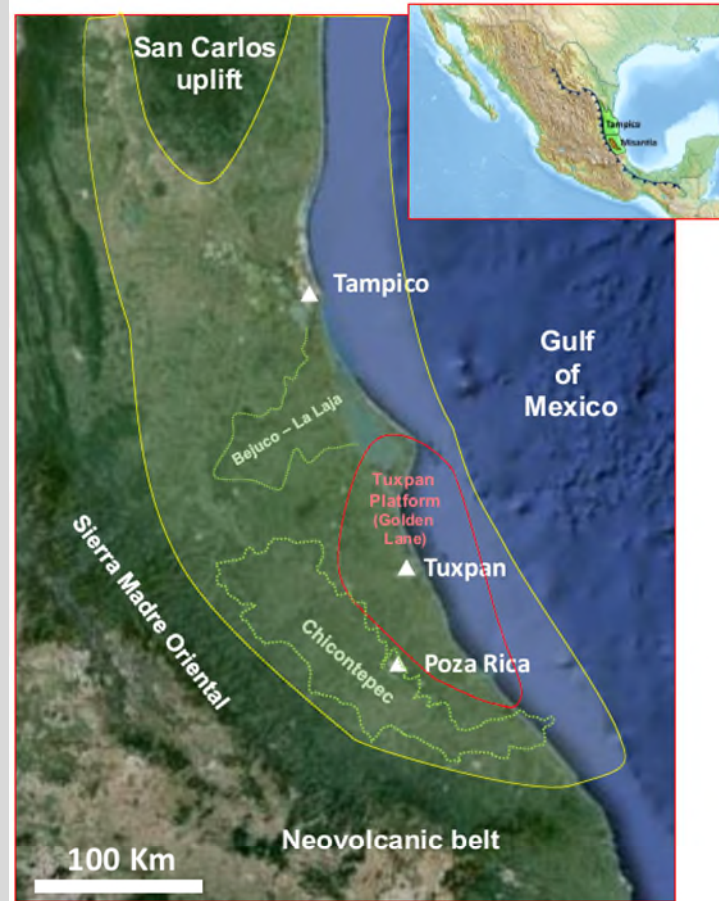 San Carlos
uplift
Tampico
Misantla
Tampico
Gulf
of
Mexico
Bejuco – La Laja
Tuxpan
Platform
(Golden
Lane)
Tuxpan
Sierra Madre Oriental
Chicontepec
Poza Rica
Neovolcanic belt
100 Km